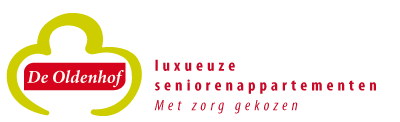 De Oldenhof
luxueuze
seniorenappartementen
Met zorg gekozen